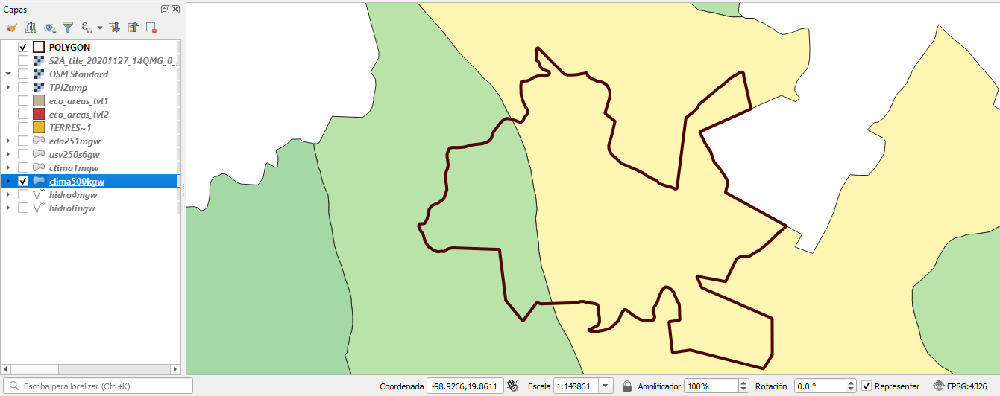 Capas
POLYGON
S2A_tile_20201127_14QMG_0_
OSM Standard
TPIZump
eco_areas_lvl1
eco_areas_lvl2
TERRES~1
eda251mgw
usv250s6gw
clima1mgw
clima500kgw
hidro4mgw
hidrolingw
Escriba para localizar (Ctrl+K) Coordenada -98.9266,19.8611 Escala 1:148861 Amplificador 100% Rotación 0.0 ° Representar EPSG:4326